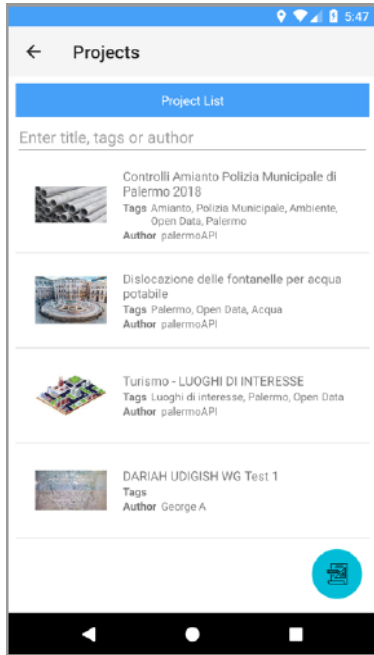 5:47
Projects
Project List
Enter title, tags or author
Controlli Amianto Polizia Municipale di
Palermo 2018
Tags Amianto, Polizia Municipale, Ambiente,
Open Data, Palermo
Author palermoAPI
Dislocazione delle fontanelle per acqua
potabile
Tags Palermo, Open Data, Acqua
Author palermoAPI
Turismo - LUOGHI DI INTERESSE
Tags Luoghi di interesse, Palermo, Open Data
Author palermoAPI
DARIAH UDIGISH WG Test 1
Tags
Author George A